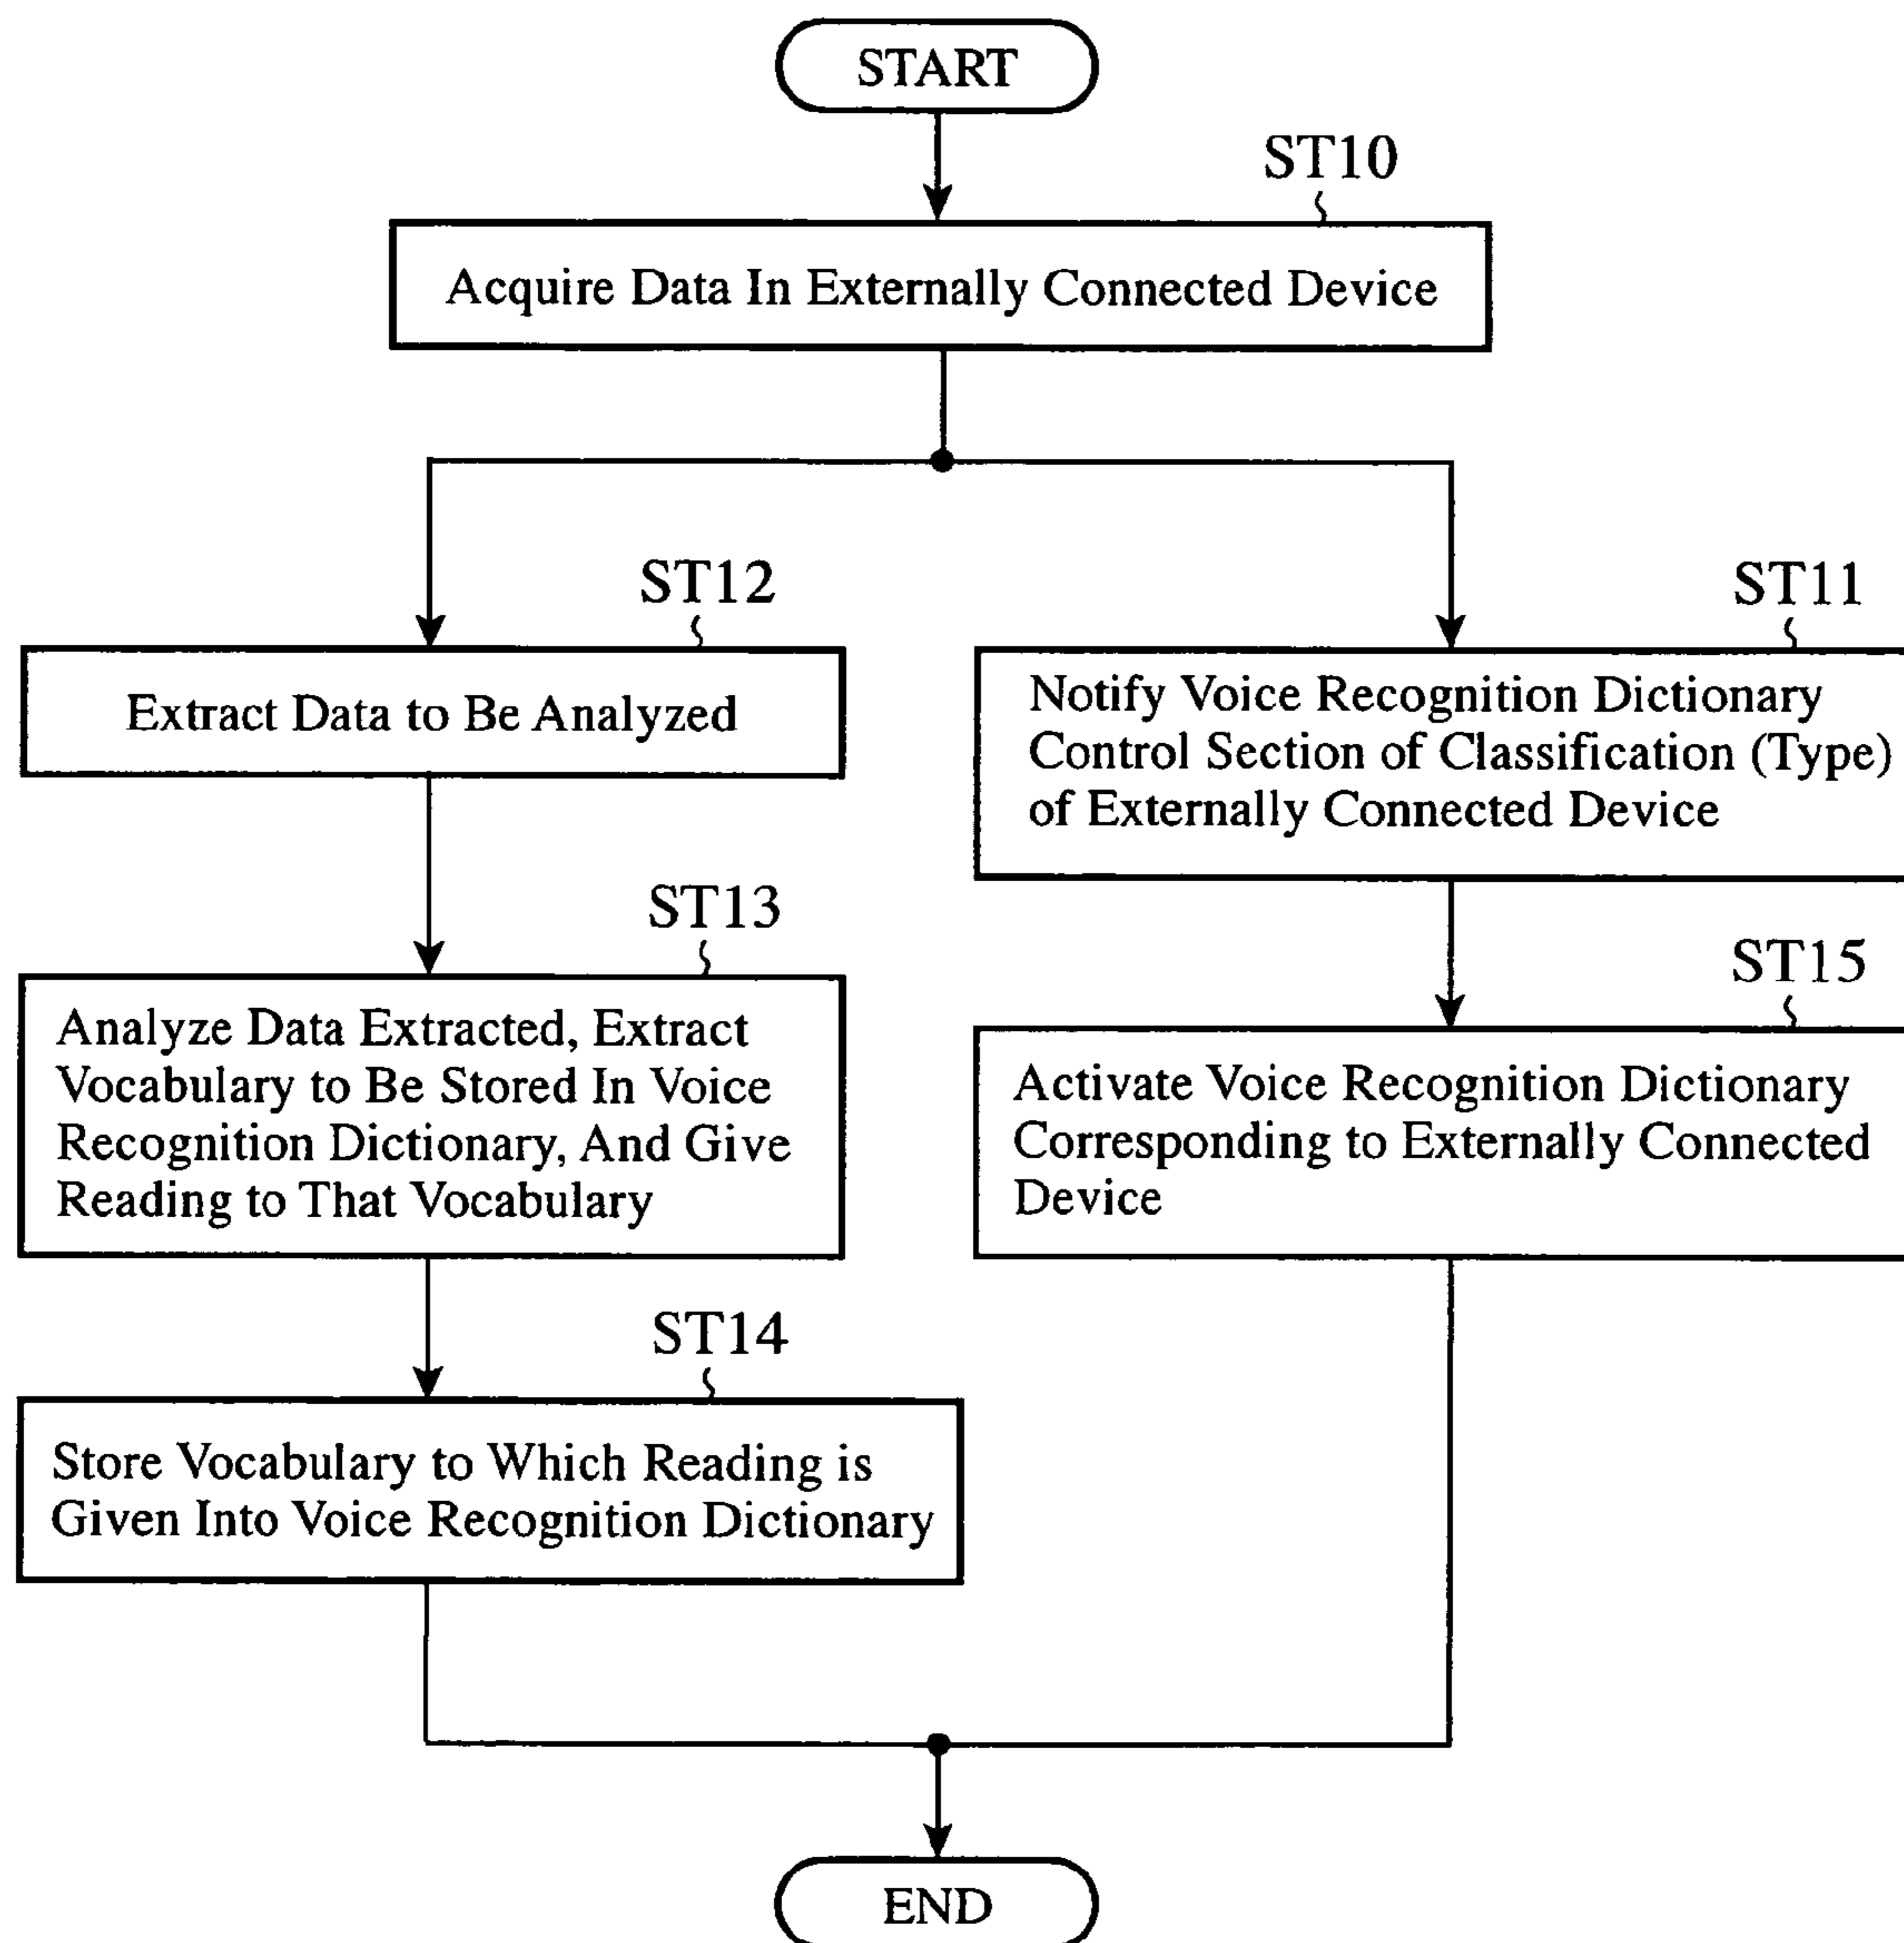 START
ST10
Acquire Data In Externally Connected Device
ST12
Extract Data to Be Analyzed
ST13
Analyze Data Extracted, Extract
Vocabulary to Be Stored In Voice
Recognition Dictionary, And Give
Reading to That Vocabulary
ST14
Store Vocabulary to Which Reading is
Given Into Voice Recognition Dictionary
ST11
Notify Voice Recognition Dictionary
Control Section of Classification (Type)
of Externally Connected Device
ST15
Activate Voice Recognition Dictionary
Corresponding to Externally Connected
Device
END